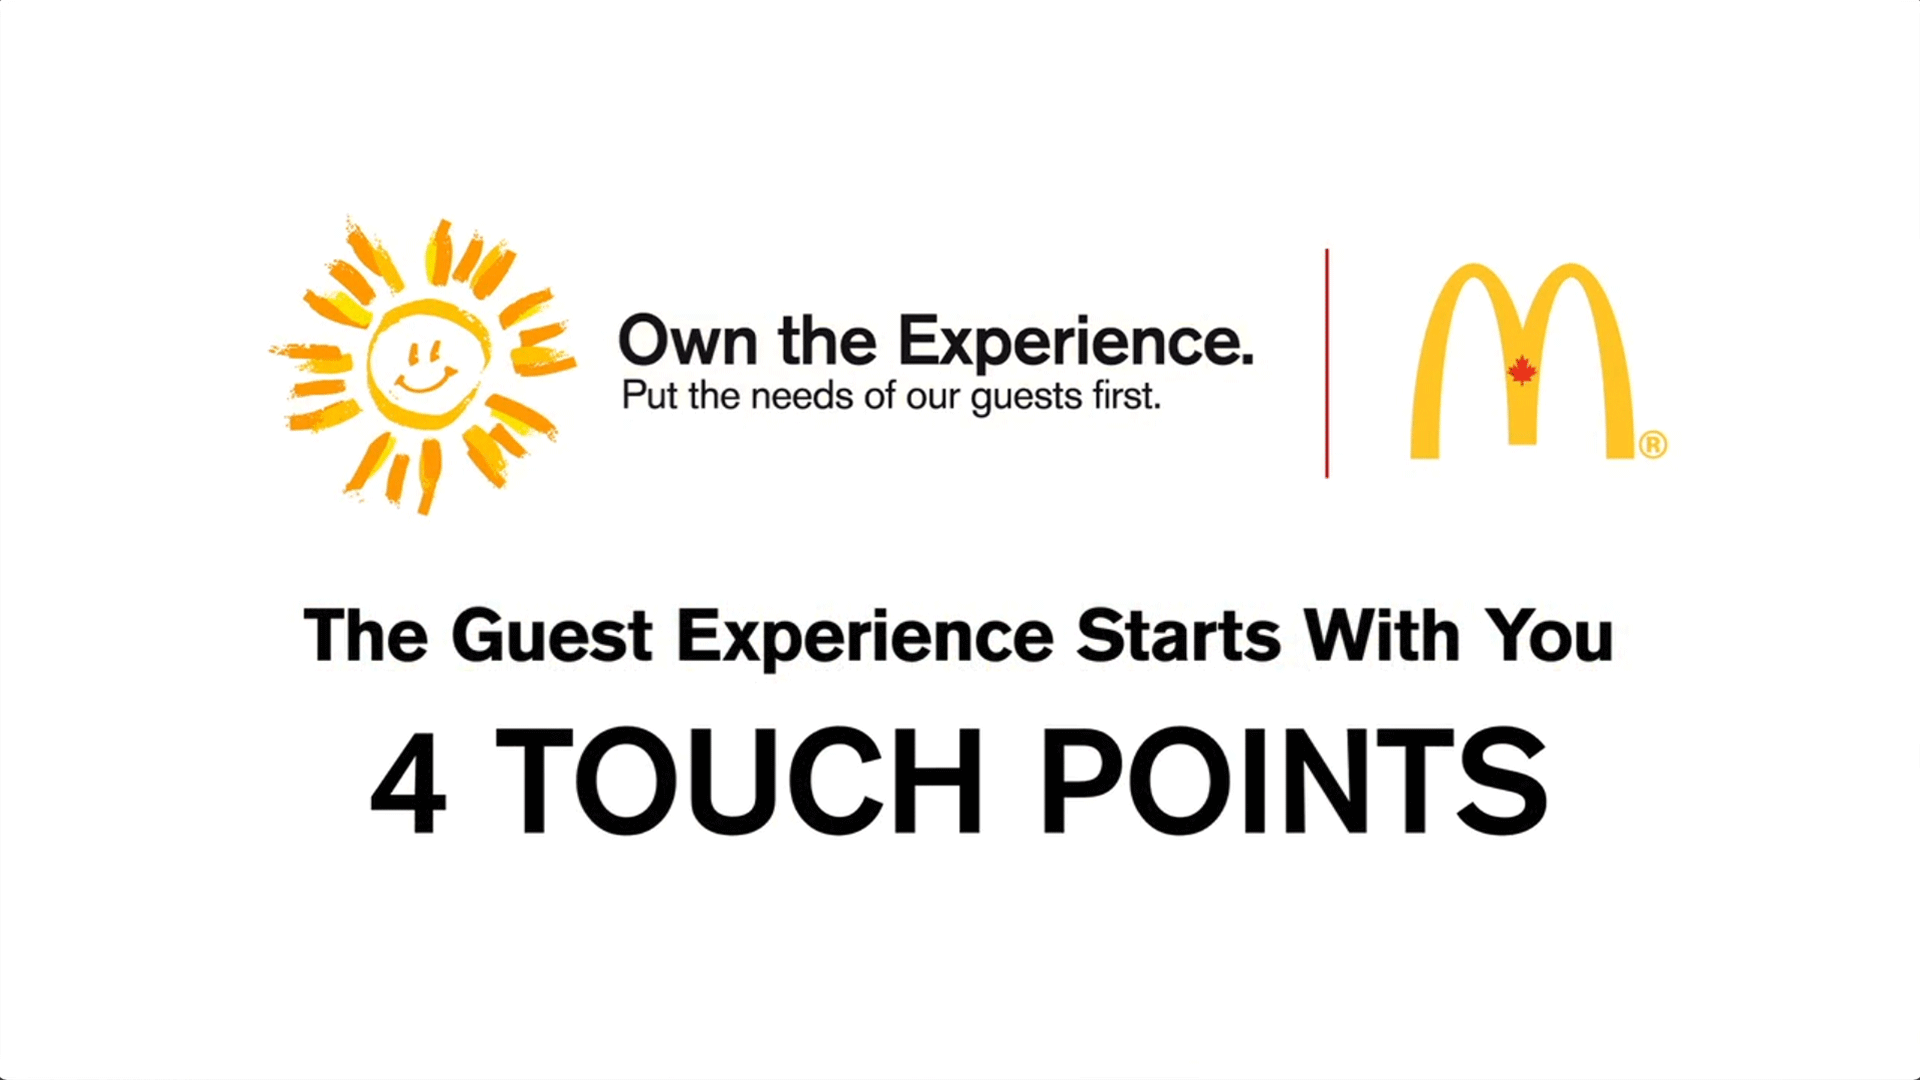 Own the Experience.
Put the needs of our guests first.
®
The Guest Experience Starts With You
4 TOUCH POINTS